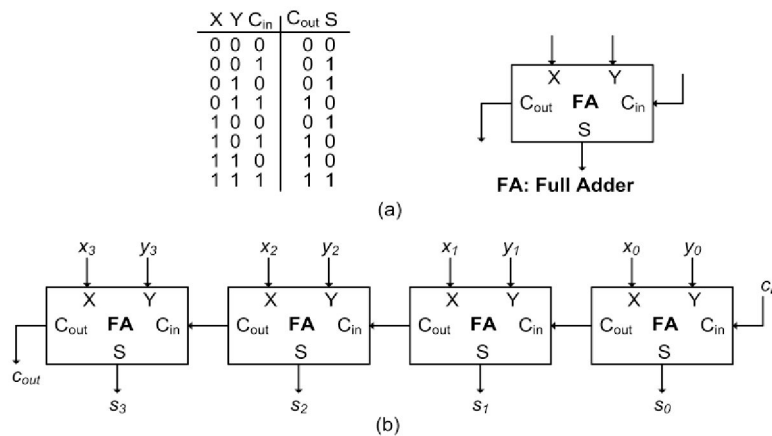 X Y Cin Cout S
0 0 0 0 0
0 0 1 0 1
0 1 0 0 1
0 1 1 1 0
1 0 0 0 1
1 0 1 1 0
1 1 0 1 0
1 1 1 1 1
X Y
Cout FA Cin
S
FA: Full Adder
(a)
x3 y3 x2 y2 x1 y1 x0 y0
X Y X Y X Y X Y
Cout FA Cin Cout FA Cin Cout FA Cin Cout FA Cin
S S S S
cout s3 s2 s1 s0
(b)